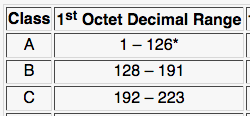 Class 1st Octet Decimal Range
A 1 – 126*
B 128 – 191
C 192 – 223